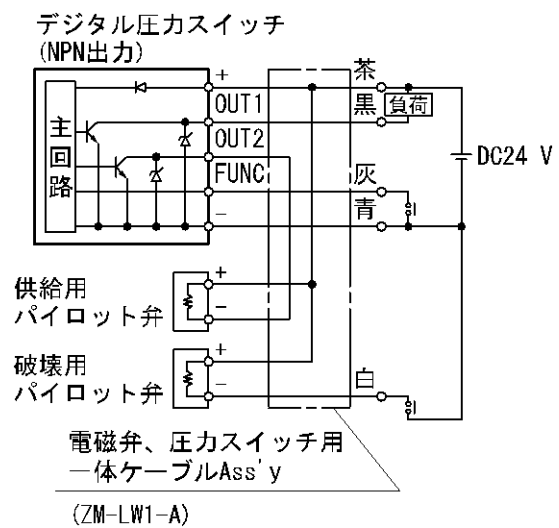 デジタル圧力スイッチ
(NPN出力)
主回路
+
OUT1
OUT2
FUNC
−
茶
黒
負荷
灰
青
DC24 V
供給用
パイロット弁
+
−
破壊用
パイロット弁
+
−
白
電磁弁、圧力スイッチ用
一体ケーブルAss'y
(ZM-LW1-A)